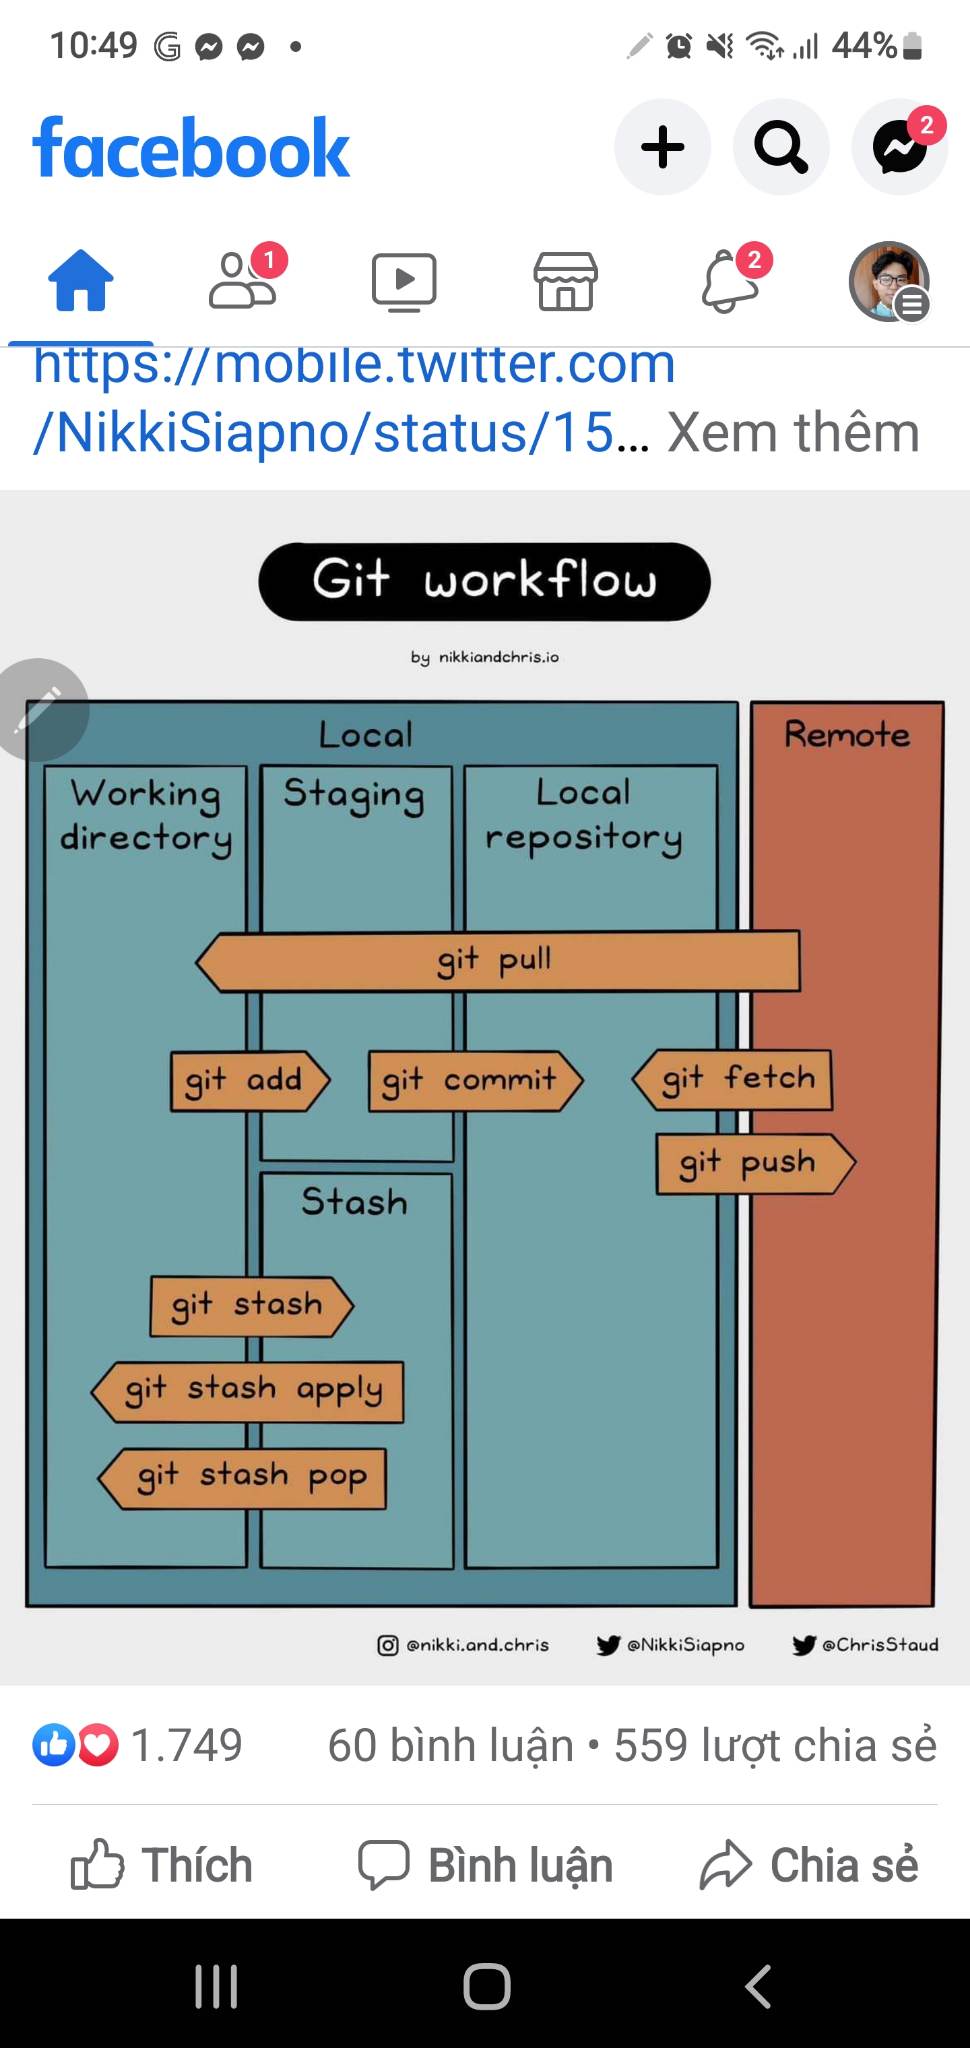 10:49
44%
facebook
2
1
2
https://mobile.twitter.com
/NikkiSiapno/status/15... Xem thêm
Git workflow
by nikkiandchris.io
Local
Remote
Working
directory
Staging
Local
repository
git pull
git add
git commit
git fetch
git push
Stash
git stash
git stash apply
git stash pop
@nikki.and.chris
@NikkiSiapno
@ChrisStaud
1.749
60 bình luận • 559 lượt chia sẻ
Thích
Bình luận
Chia sẻ